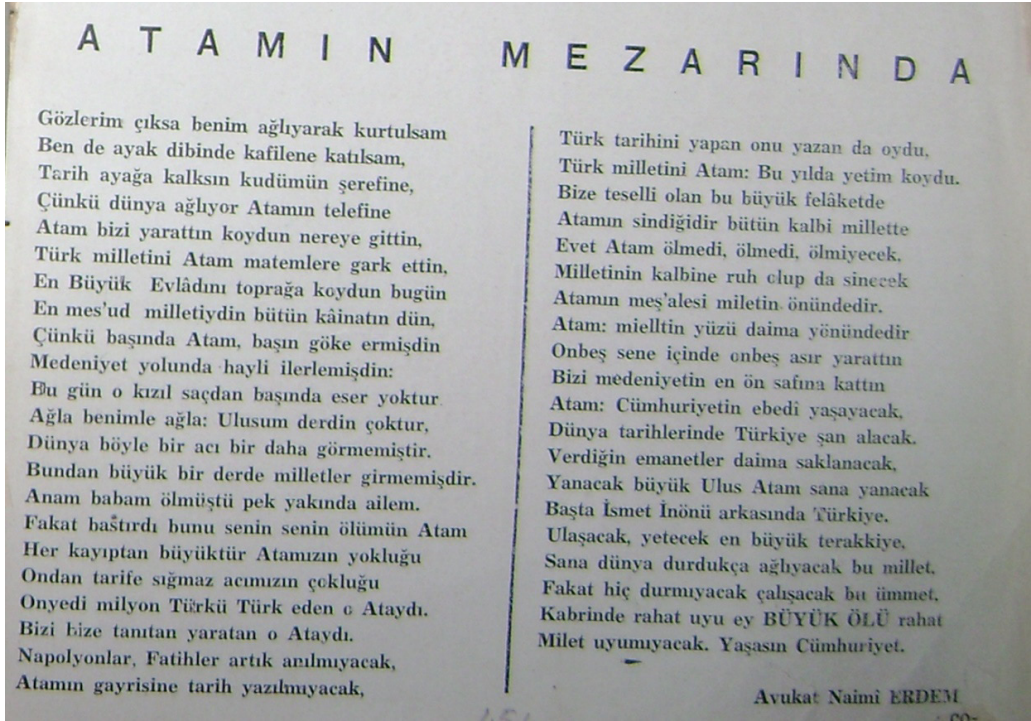 ATAMIN MEZARINDA
Gözlerim çıksa benim ağlıyarak kurtulsam
Ben de ayak dibinde kafilene katılsam,
Tarih ayağa kalksın kudümün şerefine,
Çünkü dünya ağlıyor Atamın telefine
Atam bizi yarattın koydun nereye gittin,
Türk milletini Atam matemlere gark ettin,
En Büyük Evlâdını toprağa koydun bugün
En mes'ud milletiydin bütün kâinatın dün,
Çünkü başında Atam, başın göke ermişdin
Medeniyet yolunda hayli ilerlemişdin:
Bu gün o kızıl saçdan başında eser yoktur
Ağla benimle ağla: Ulusum derdin çoktur,
Dünya böyle bir acı bir daha görmemiştir.
Bundan büyük bir derde milletler girmemişdir.
Anam babam ölmüştü pek yakında ailem.
Fakat bastırdı bunu senin senin ölümün Atam
Her kayıptan büyüktür Atamızın yokluğu
Ondan tarife sığmaz acımızın çokluğu
Onyedi milyon Türkü Türk eden o Ataydı.
Bizi bize tanıtan yaratan o Ataydı.
Napolyonlar, Fatihler artık anılmıyacak,
Atamın gayrisine tarih yazılmıyacak,
Türk tarihini yapan onu yazan da oydu,
Türk milletini Atam: Bu yılda yetim koydu.
Bize teselli olan bu büyük felâketde
Atamın sindiğidir bütün kalbi millette
Evet Atam ölmedi, ölmedi, ölmiyecek.
Milletinin kalbine ruh olup da sinecek
Atamın meş'alesi miletin önündedir.
Atam: mielltin yüzü daima yönündedir
Onbeş sene içinde onbeş asır yarattın
Bizi medeniyetin en ön safına kattın
Atam: Cümhuriyetin ebedi yaşayacak,
Dünya tarihlerinde Türkiye şan alacak.
Verdiğin emanetler daima saklanacak,
Yanacak büyük Ulus Atam sana yanacak
Başta İsmet İnönü arkasında Türkiye.
Ulaşacak, yetecek en büyük terakkiye,
Sana dünya durdukça ağlıyacak bu millet.
Fakat hiç durmıyacak çalışacak bu ümmet.
Kabrinde rahat uyu ey BÜYÜK ÖLÜ rahat
Milet uyumıyacak. Yaşasın Cümhuriyet.
Avukat Naimi ERDEM